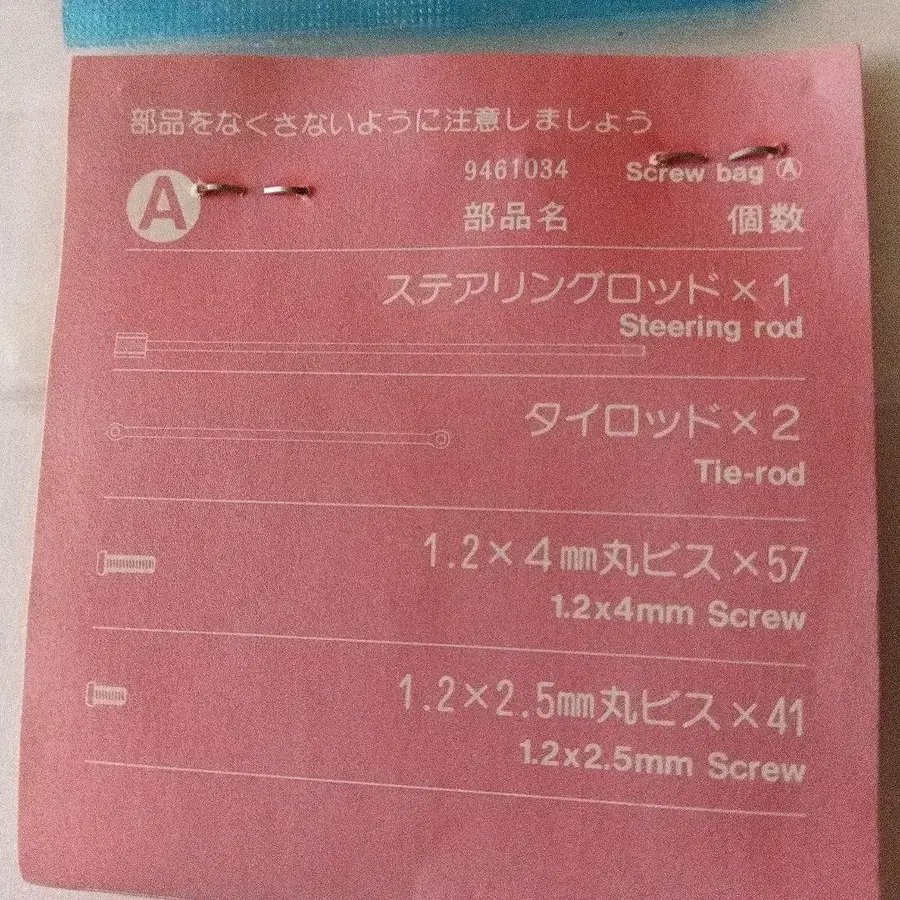 部品をなくさないように注意しましょう
A 9461034 Screw bag Ⓐ
部品名 個数
ステアリングロッド×1
Steering rod
タイロッド×2
Tie-rod
1.2×4㎜丸ビス×57
1.2x4mm Screw
1.2×2.5㎜丸ビス×41
1.2x2.5mm Screw